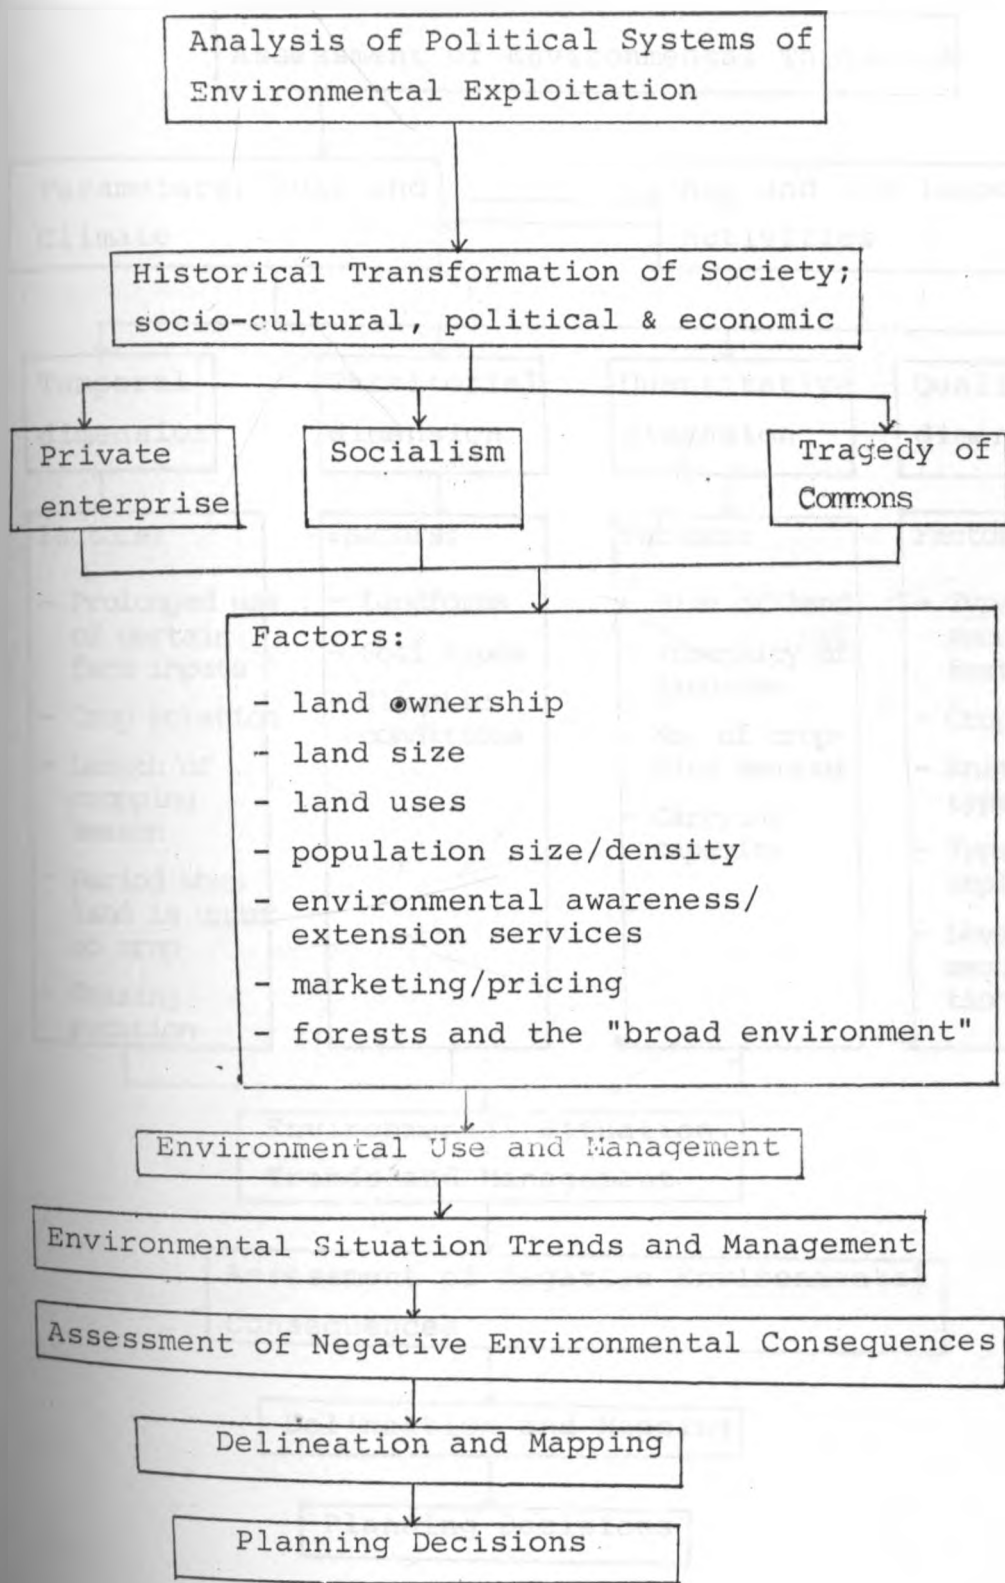 Analysis of Political Systems of
Environmental Exploitation
Historical Transformation of Society;
socio-cultural, political & economic
Private
enterprise
Socialism
Tragedy of
Commons
Factors:
- land ownership
- land size
- land uses
- population size/density
- environmental awareness/
extension services
- marketing/pricing
- forests and the "broad environment"
Environmental Use and Management
Environmental Situation Trends and Management
Assessment of Negative Environmental Consequences
Delineation and Mapping
Planning Decisions